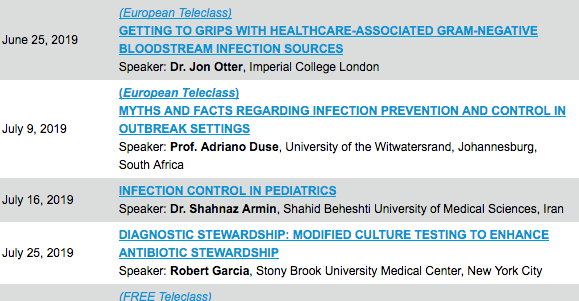 (European Teleclass)
June 25, 2019
GETTING TO GRIPS WITH HEALTHCARE-ASSOCIATED GRAM-NEGATIVE
BLOODSTREAM INFECTION SOURCES
Speaker: Dr. Jon Otter, Imperial College London
(European Teleclass)
MYTHS AND FACTS REGARDING INFECTION PREVENTION AND CONTROL IN
July 9, 2019
OUTBREAK SETTINGS
Speaker: Prof. Adriano Duse, University of the Witwatersrand, Johannesburg,
South Africa
July 16, 2019
INFECTION CONTROL IN PEDIATRICS
Speaker: Dr. Shahnaz Armin, Shahid Beheshti University of Medical Sciences, Iran
July 25, 2019
DIAGNOSTIC STEWARDSHIP: MODIFIED CULTURE TESTING TO ENHANCE
ANTIBIOTIC STEWARDSHIP
Speaker: Robert Garcia, Stony Brook University Medical Center, New York City
(FREE Teleclass)